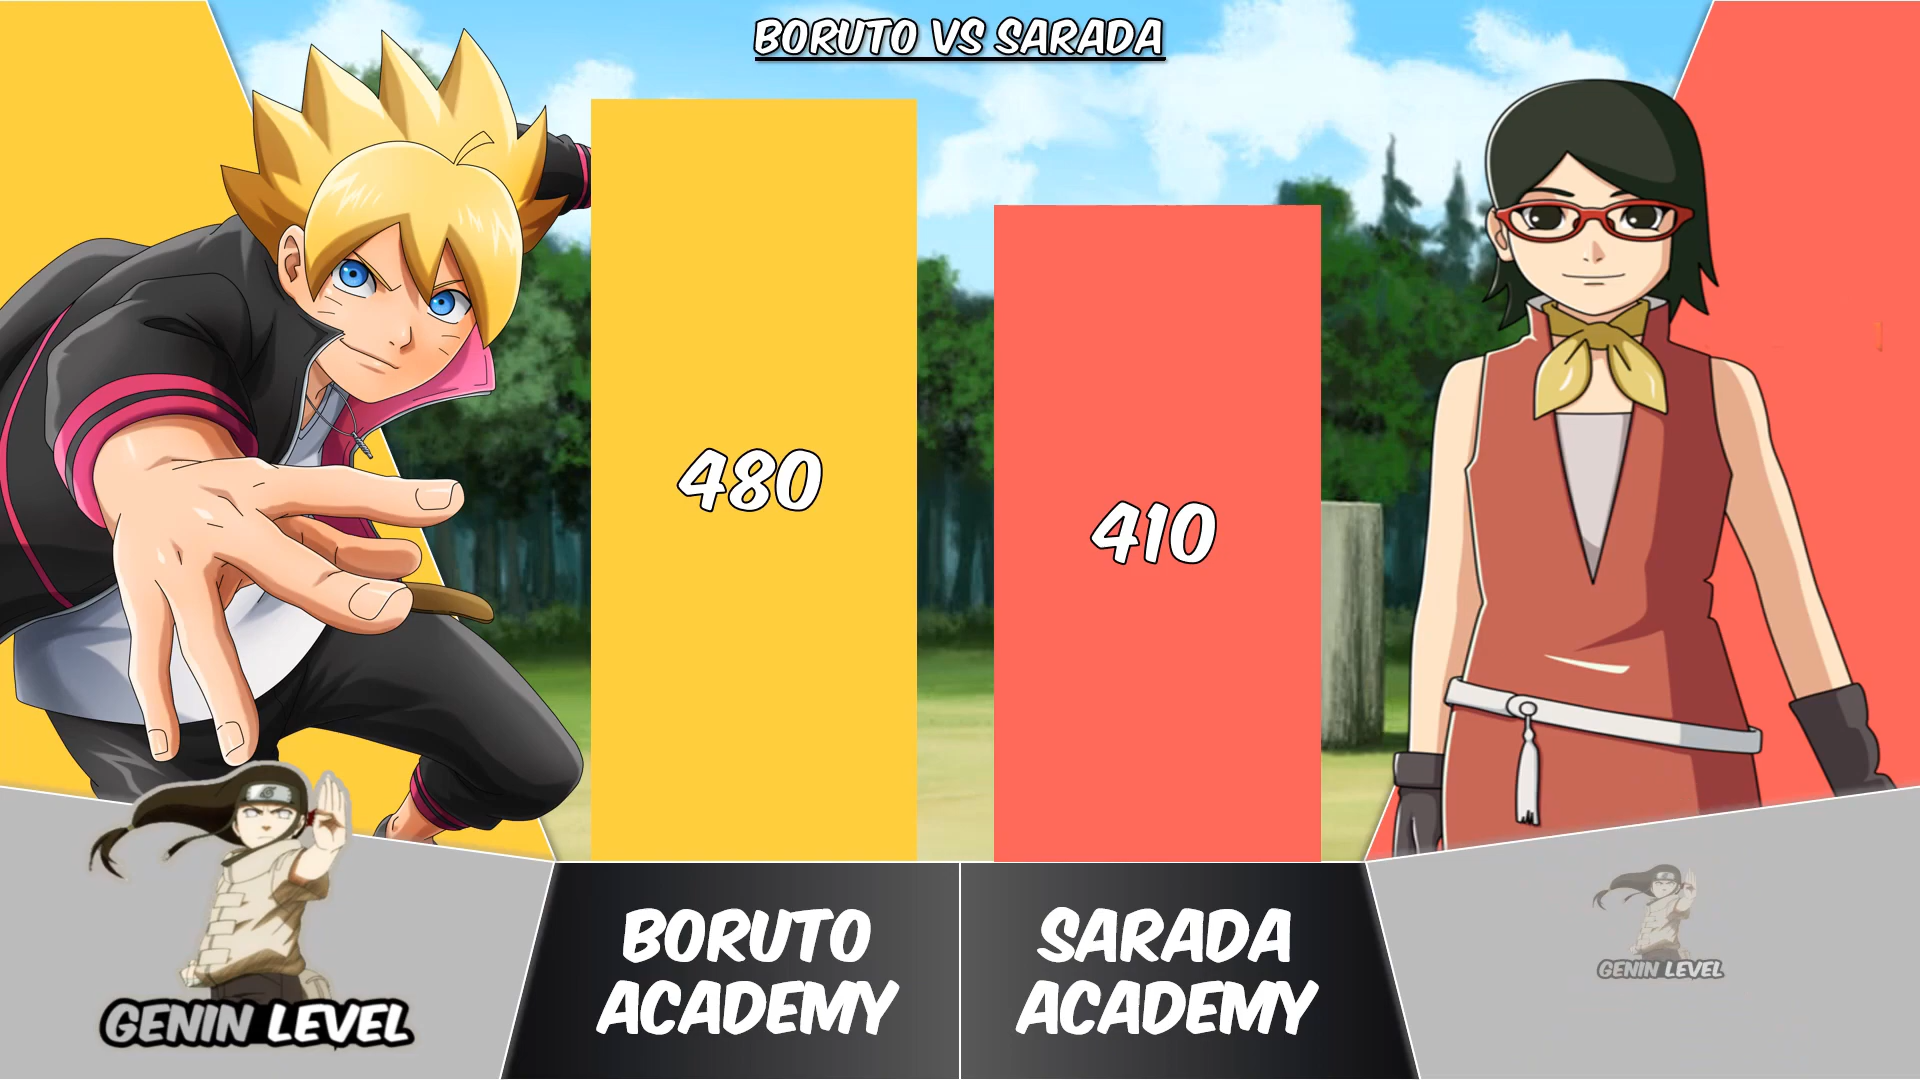 BORUTO VS SARADA
480
410
BORUTO
ACADEMY
SARADA
ACADEMY
GENIN LEVEL
GENIN LEVEL